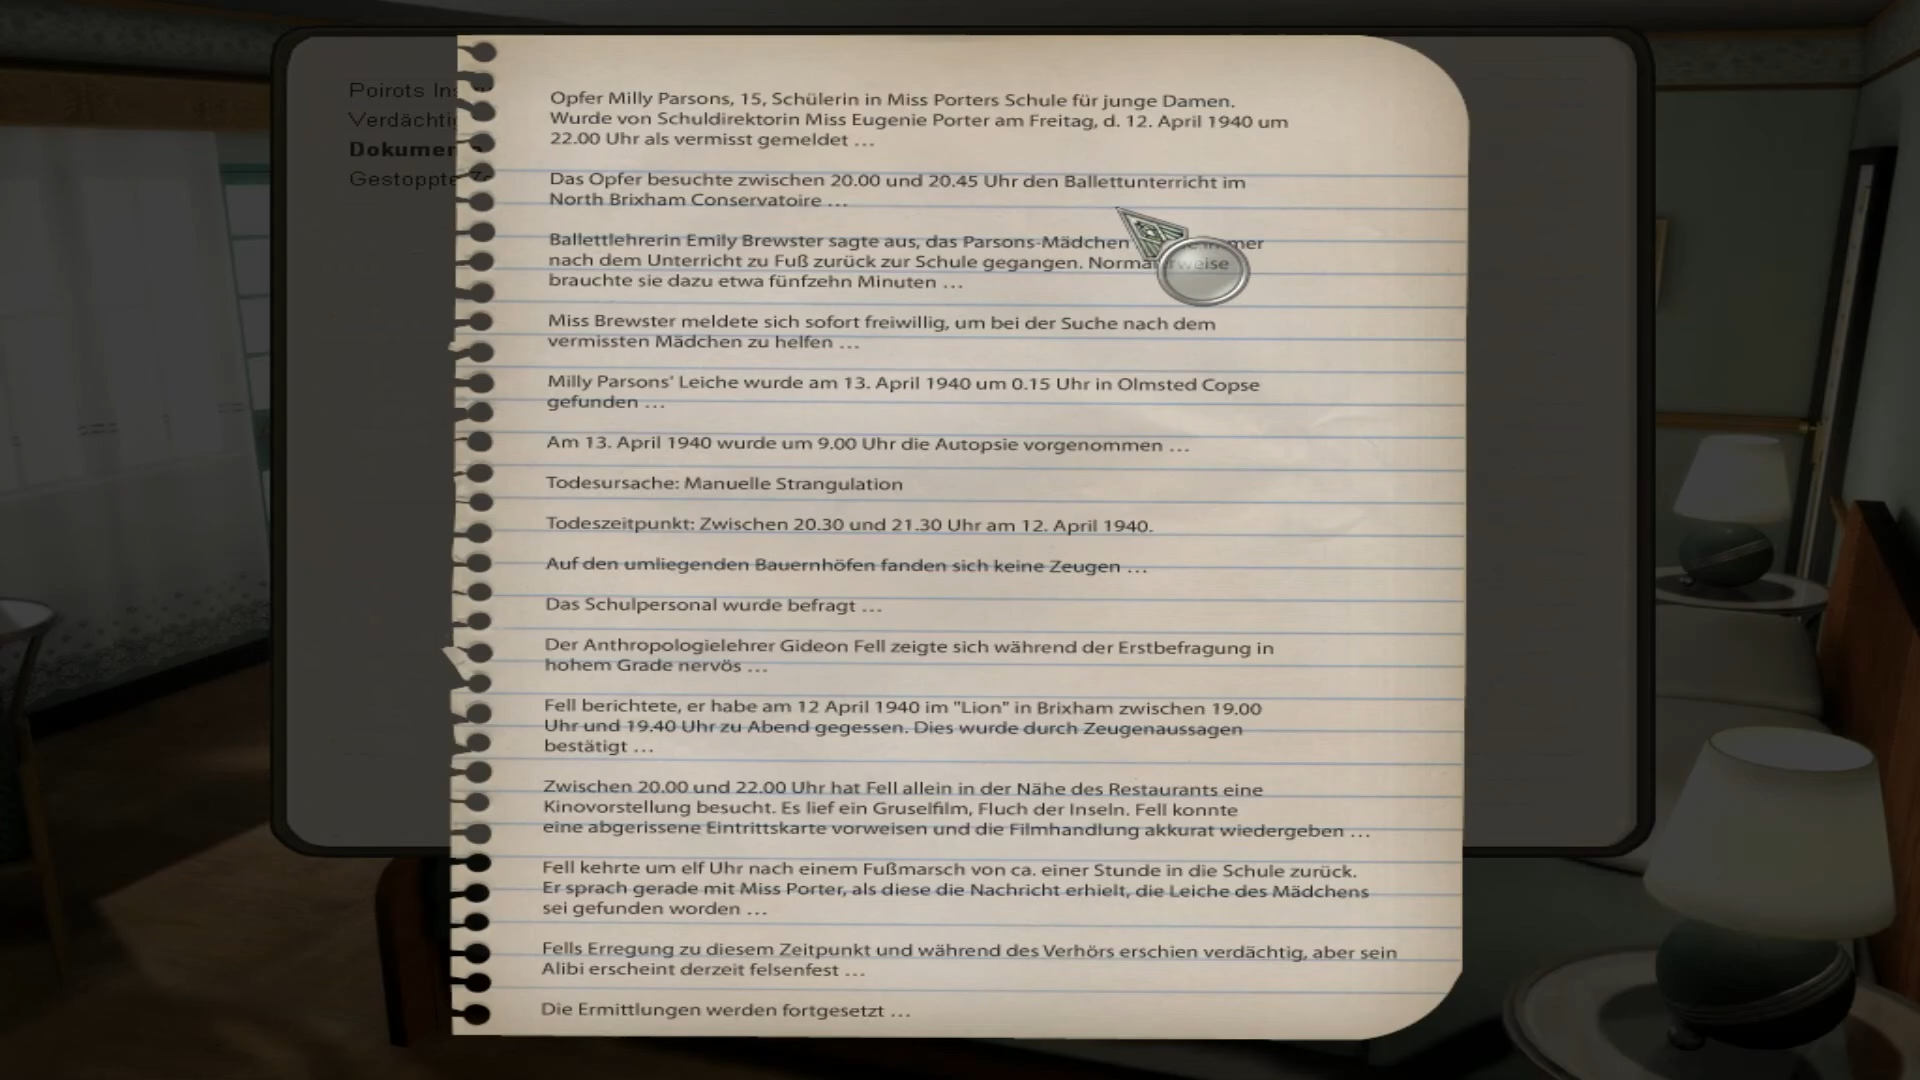 Poirots
Verdächti
Dokumen
Gestoppte
Opfer Milly Parsons, 15, Schülerin in Miss Porters Schule für junge Damen.
Wurde von Schuldirektorin Miss Eugenie Porter am Freitag, d. 12. April 1940 um
22.00 Uhr als vermisst gemeldet ...
Das Opfer besuchte zwischen 20.00 und 20.45 Uhr den Ballettunterricht im
North Brixham Conservatoire ...
Ballettlehrerin Emily Brewster sagte aus, das Parsons-Mädchen
nach dem Unterricht zu Fuß zurück zur Schule gegangen. Normalerweise
brauchte sie dazu etwa fünfzehn Minuten ...
Miss Brewster meldete sich sofort freiwillig, um bei der Suche nach dem
vermissten Mädchen zu helfen ...
Milly Parsons' Leiche wurde am 13. April 1940 um 0.15 Uhr in Olmsted Copse
gefunden ...
Am 13. April 1940 wurde um 9.00 Uhr die Autopsie vorgenommen ...
Todesursache: Manuelle Strangulation
Todeszeitpunkt: Zwischen 20.30 und 21.30 Uhr am 12. April 1940.
Auf den umliegenden Bauernhöfen fanden sich keine Zeugen ...
Das Schulpersonal wurde befragt ...
Der Anthropologielehrer Gideon Fell zeigte sich während der Erstbefragung in
hohem Grade nervös ...
Fell berichtete, er habe am 12 April 1940 im "Lion" in Brixham zwischen 19.00
Uhr und 19.40 Uhr zu Abend gegessen. Dies wurde durch Zeugenaussagen
bestätigt ...
Zwischen 20.00 und 22.00 Uhr hat Fell allein in der Nähe des Restaurants eine
Kinovorstellung besucht. Es lief ein Gruselfilm, Fluch der Inseln. Fell konnte
eine abgerissene Eintrittskarte vorweisen und die Filmhandlung akkurat wiedergeben ...
Fell kehrte um elf Uhr nach einem Fußmarsch von ca. einer Stunde in die Schule zurück.
Er sprach gerade mit Miss Porter, als diese die Nachricht erhielt, die Leiche des Mädchens
sei gefunden worden ...
Fells Erregung zu diesem Zeitpunkt und während des Verhörs erschien verdächtig, aber sein
Alibi erscheint derzeit felsenfest ...
Die Ermittlungen werden fortgesetzt ...